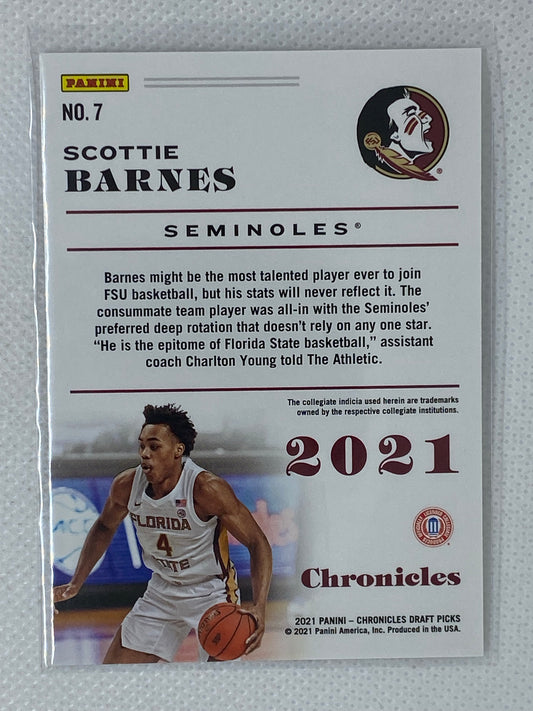 PANINI
NO. 7
SCOTTIE
BARNES
SEMINOLES®
Barnes might be the most talented player ever to join
FSU basketball, but his stats will never reflect it. The
consummate team player was all-in with the Seminoles'
preferred deep rotation that doesn't rely on any one star.
“He is the epitome of Florida State basketball,” assistant
coach Charlton Young told The Athletic.
The collegiate indicia used herein are trademarks
owned by the respective collegiate institutions.
2021
ACC
FLORIDA
4
STATE
Chronicles
2021 PANINI – CHRONICLES DRAFT PICKS
© 2021 Panini America, Inc. Produced in the USA.